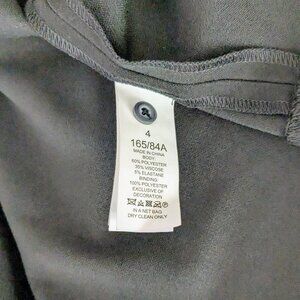 4
165/84A
MADE IN CHINA
BODY
60% POLYESTER
35% VISCOSE
5% ELASTANE
BINDING
100% POLYESTER
EXCLUSIVE OF
DECORATION
IN A NET BAG
DRY CLEAN ONLY